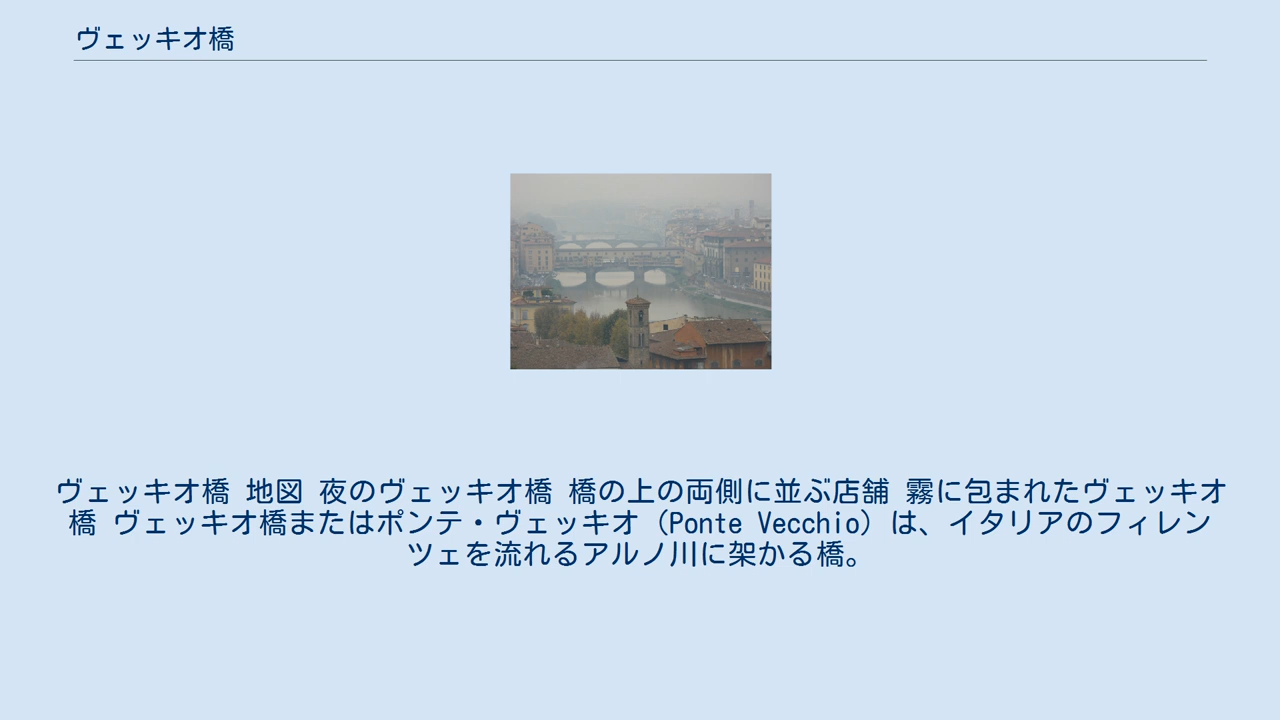 ヴェッキオ橋
ヴェッキオ橋 地図 夜のヴェッキオ橋 橋の上の両側に並ぶ店舗 霧に包まれたヴェッキオ
橋 ヴェッキオ橋またはポンテ・ヴェッキオ（Ponte Vecchio）は、イタリアのフィレン
ツェを流れるアルノ川に架かる橋。